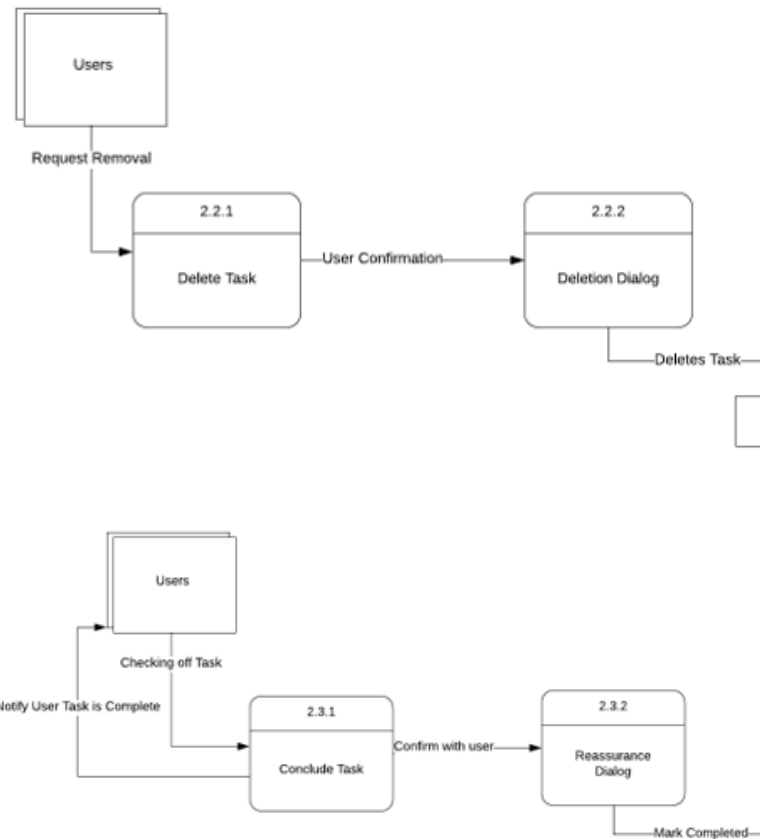 Users
Request Removal
2.2.1
Delete Task
User Confirmation
2.2.2
Deletion Dialog
Deletes Task
Users
Checking off Task
Notify User Task is Complete
2.3.1
Conclude Task
Confirm with user
2.3.2
Reassurance
Dialog
Mark Completed